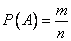 P(A) = m/n